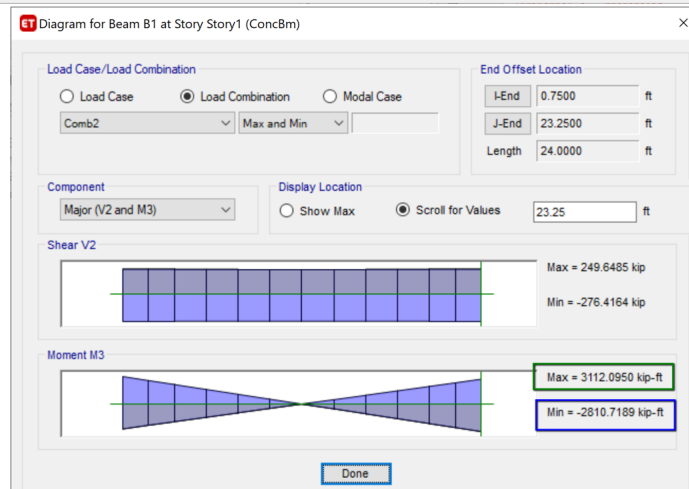 ET Diagram for Beam B1 at Story Story1 (ConcBm)
Load Case/Load Combination
Load Case Load Combination Modal Case
Comb2 Max and Min
End Offset Location
I-End 0.7500 ft
J-End 23.2500 ft
Length 24.0000 ft
Component
Major (V2 and M3)
Display Location
Show Max Scroll for Values 23.25 ft
Shear V2
Max = 249.6485 kip
Min = -276.4164 kip
Moment M3
Max = 3112.0950 kip-ft
Min = -2810.7189 kip-ft
Done